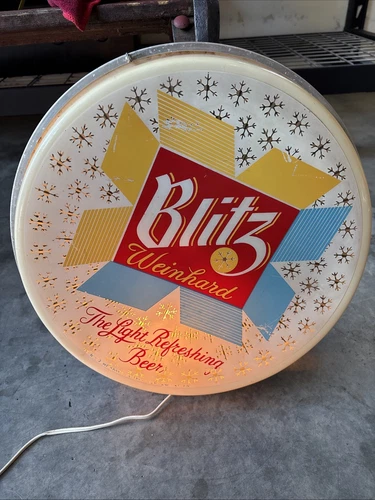 Blitz
Weinhard
The Light Refreshing
Beer